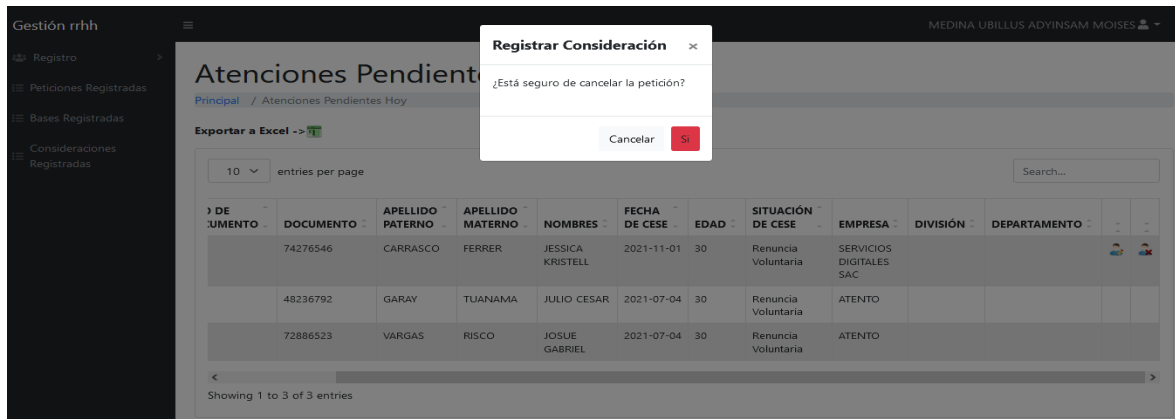 Gestión rrhh
MEDINA UBILLUS ADYINSAM MOISES
Registro
Peticiones Registradas
Bases Registradas
Consideraciones
Registradas
Registrar Consideración ×
¿Está seguro de cancelar la petición?
Cancelar Si
Atenciones Pendient
Principal / Atenciones Pendientes Hoy
Exportar a Excel ->
10 entries per page
Search...
O DE
CUMENTO DOCUMENTO APELLIDO
PATERNO APELLIDO
MATERNO NOMBRES FECHA
DE CESE EDAD SITUACIÓN
DE CESE EMPRESA DIVISIÓN DEPARTAMENTO
74276546 CARRASCO FERRER JESSICA 2021-11-01 30 Renuncia SERVICIOS
KRISTELL Voluntaria DIGITALES
SAC
48236792 GARAY TUANAMA JULIO CESAR 2021-07-04 30 Renuncia ATENTO
Voluntaria
72886523 VARGAS RISCO JOSUE 2021-07-04 30 Renuncia ATENTO
GABRIEL Voluntaria
Showing 1 to 3 of 3 entries